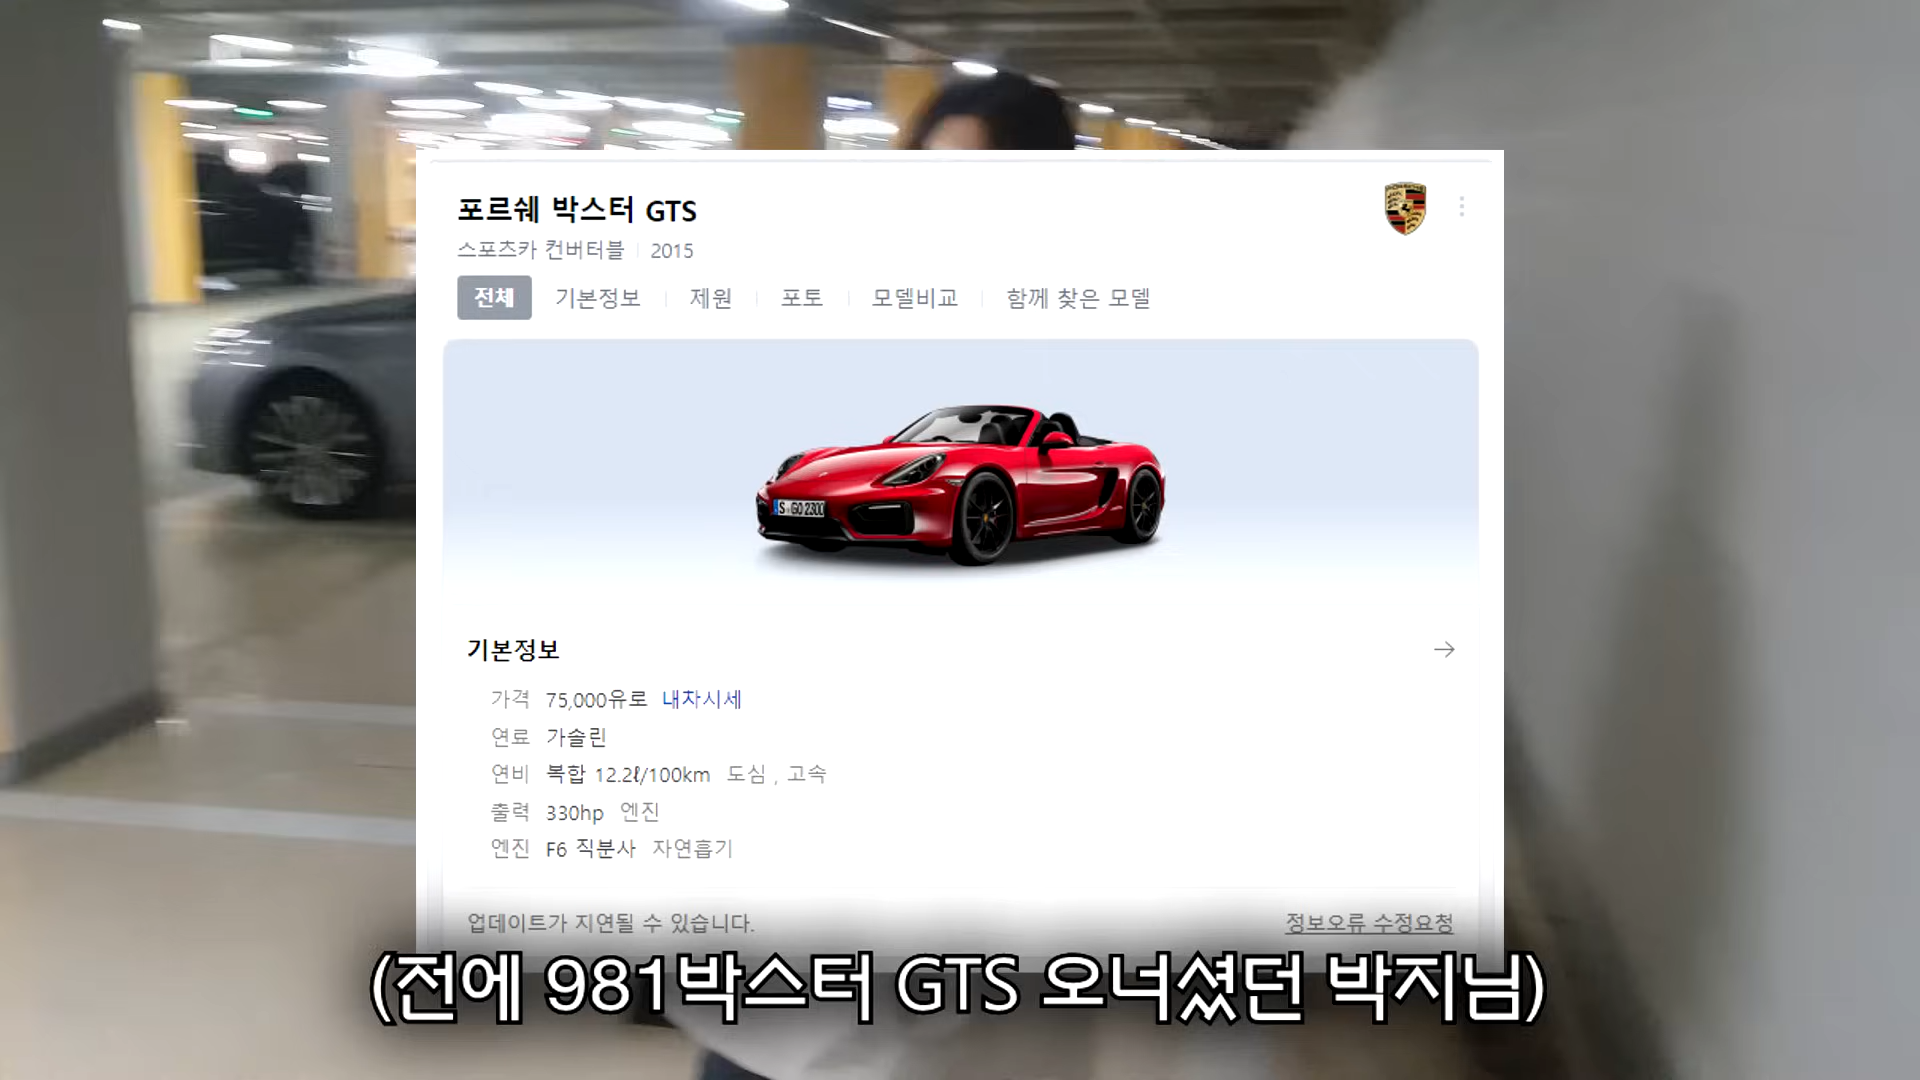 포르쉐 박스터 GTS
스포츠카 컨버터블 2015
전체 기본정보 제원 포토 모델비교 함께 찾은 모델
S GO 2300
기본정보
가격 75,000유로 내차시세
연료 가솔린
연비 복합 12.2ℓ/100km 도심 , 고속
출력 330hp 엔진
엔진 F6 직분사 자연흡기
업데이트가 지연될 수 있습니다. 정보오류 수정요청
(전에 981박스터 GTS 오너셨던 박지님)